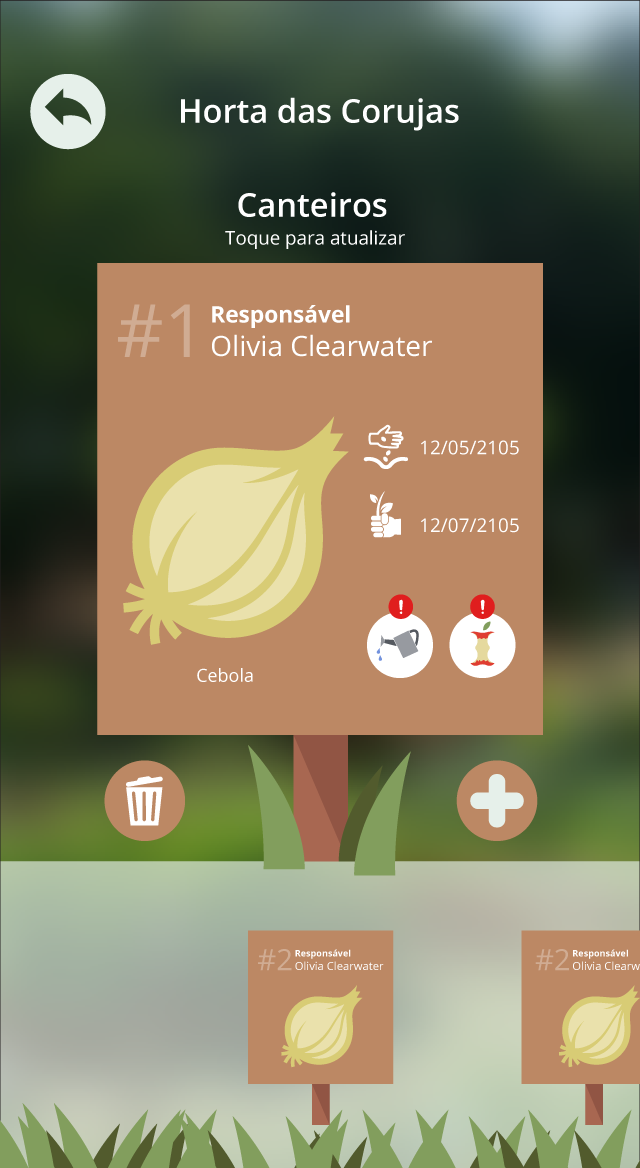 Horta das Corujas
Canteiros
Toque para atualizar
#1
Responsável
Olivia Clearwater
12/05/2105
12/07/2105
!
!
Cebola
#2
Responsável
Olivia Clearwater
#2
Responsável
Olivia Clearw